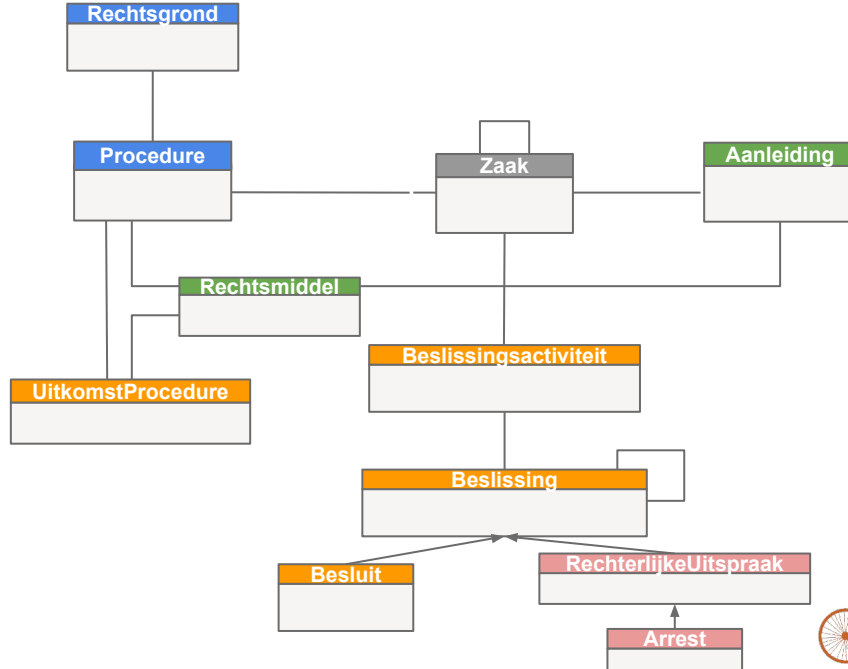 Rechtsgrond
Procedure
Zaak
Aanleiding
Rechtsmiddel
Beslissingsactiviteit
UitkomstProcedure
Beslissing
RechterlijkeUitspraak
Besluit
Arrest